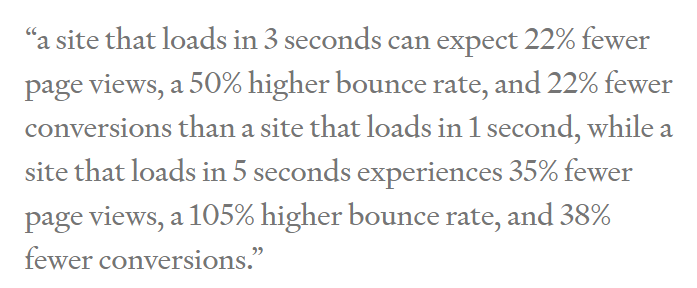 “a site that loads in 3 seconds can expect 22% fewer
page views, a 50% higher bounce rate, and 22% fewer
conversions than a site that loads in 1 second, while a
site that loads in 5 seconds experiences 35% fewer
page views, a 105% higher bounce rate, and 38%
fewer conversions.”